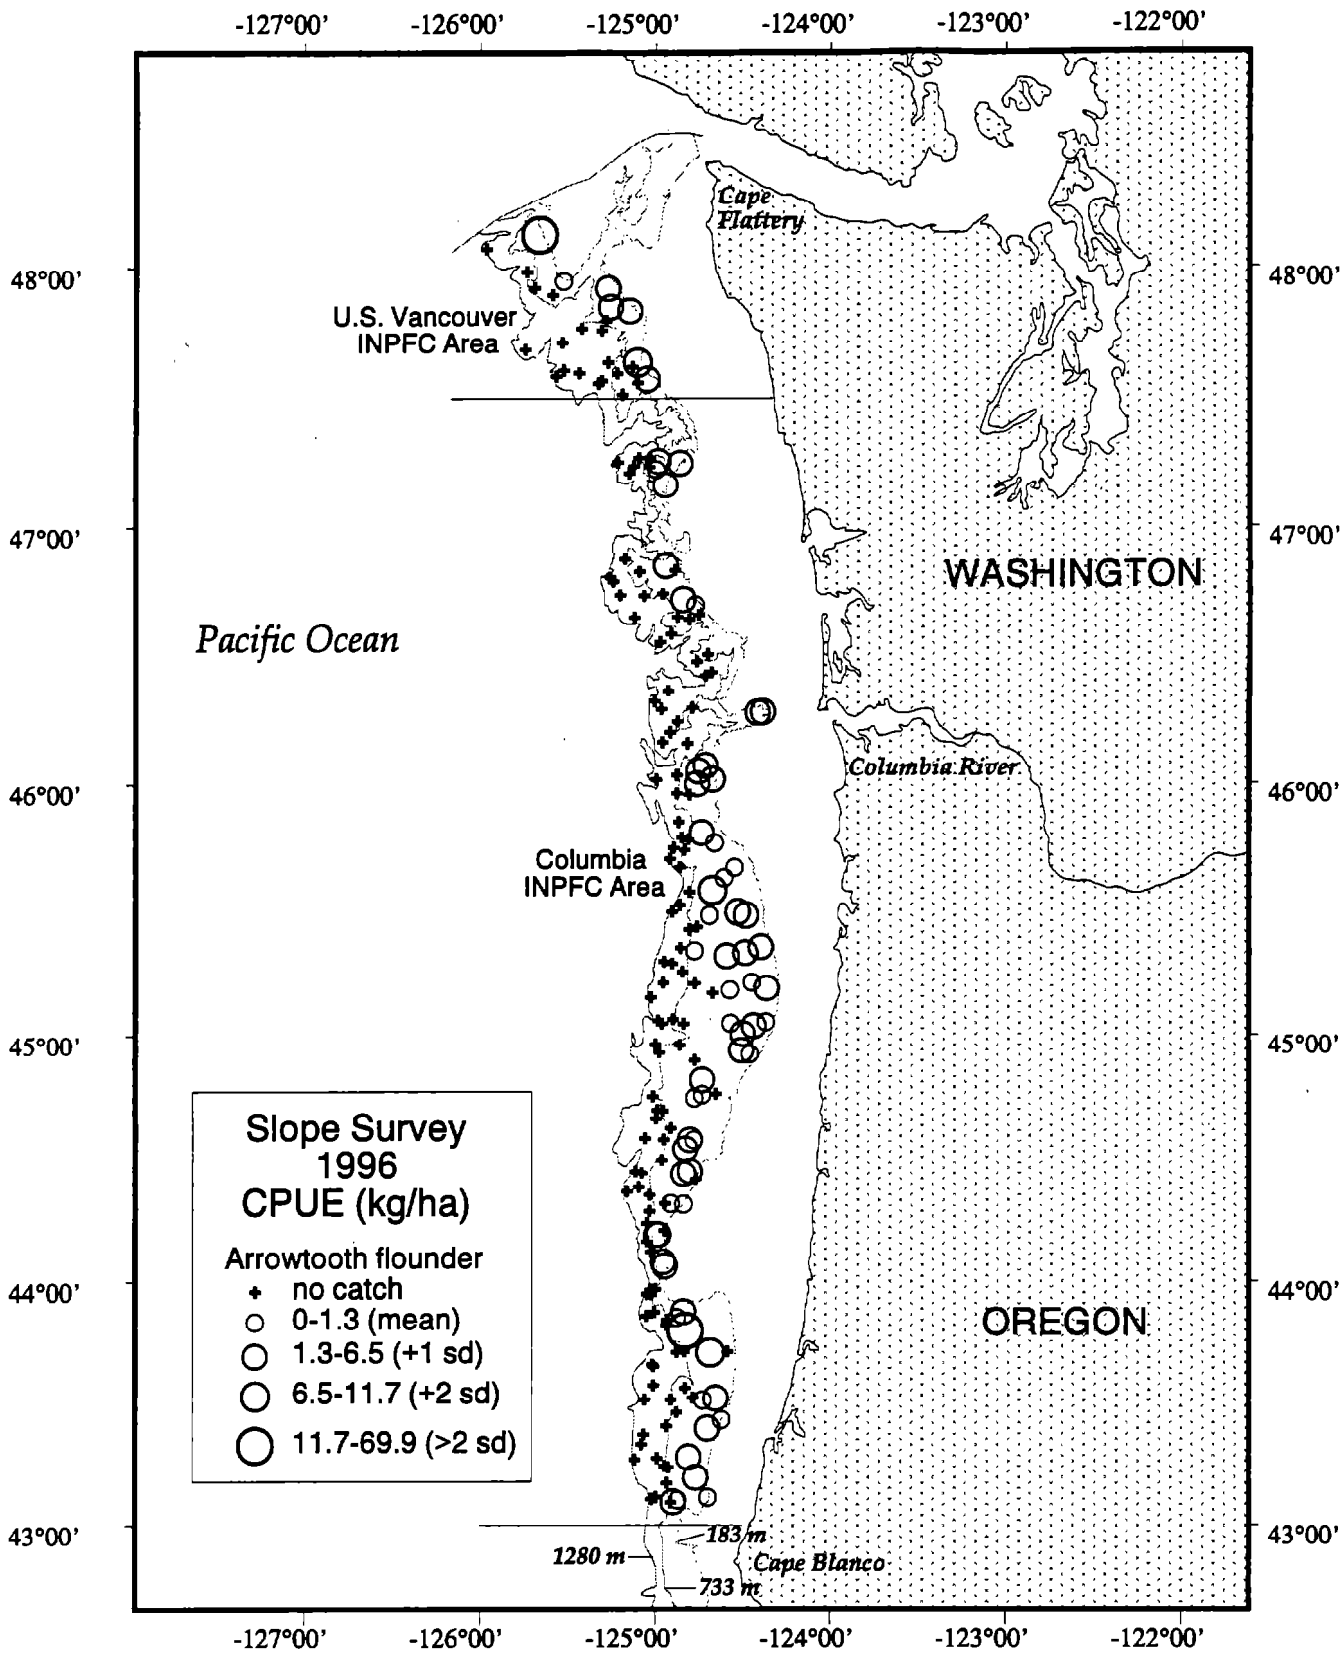 -127°00' -126°00' -125°00' -124°00' -123°00' -122°00'
Cape
Flattery
48°00' 48°00'
U.S. Vancouver
INPFC Area
47°00' 47°00'
WASHINGTON
Pacific Ocean
Columbia River
46°00' 46°00'
Columbia
INPFC Area
45°00' 45°00'
Slope Survey
1996
CPUE (kg/ha)
Arrowtooth flounder
no catch
0-1.3 (mean)
1.3-6.5 (+1 sd)
6.5-11.7 (+2 sd)
11.7-69.9 (>2 sd)
44°00' 44°00'
OREGON
43°00' 43°00'
183 m
1280 m
Cape Blanco
733 m
-127°00' -126°00' -125°00' -124°00' -123°00' -122°00'